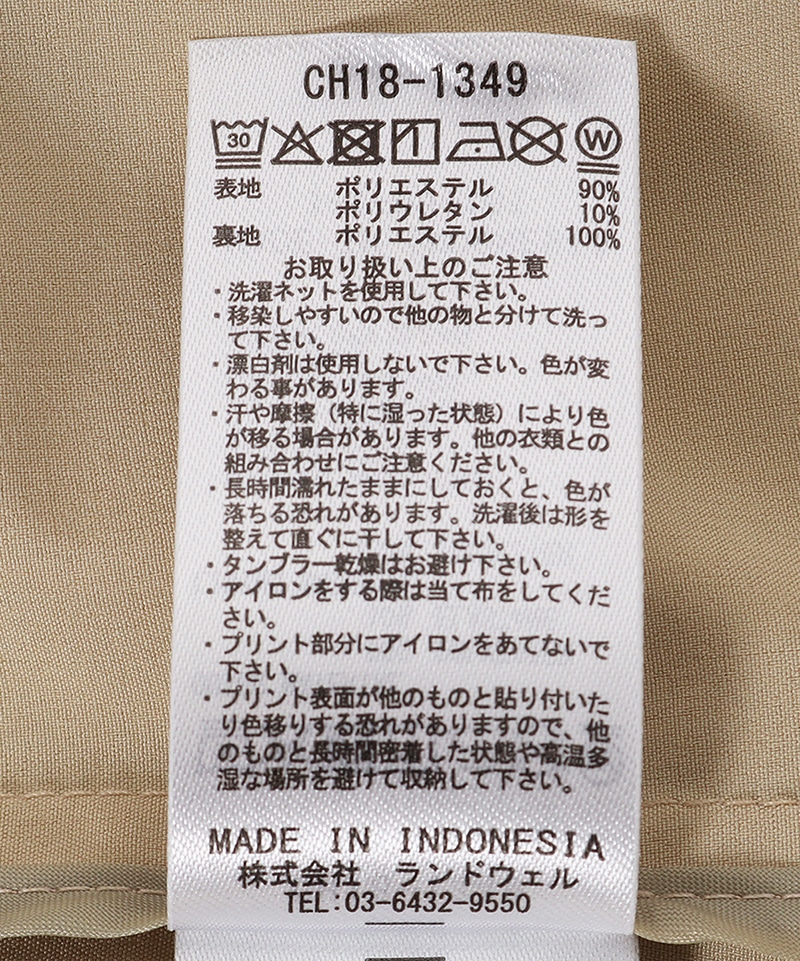 CH18-1349
30 W
表地 ポリエステル 90%
ポリウレタン 10%
裏地 ポリエステル 100%
お取り扱い上のご注意
・洗濯ネットを使用して下さい。
・移染しやすいので他の物と分けて洗っ
て下さい。
・漂白剤は使用しないで下さい。色が変
わる事があります。
・汗や摩擦（特に湿った状態）により色
が移る場合があります。他の衣類との
組み合わせにご注意ください。
・長時間濡れたままにしておくと、色が
落ちる恐れがあります。洗濯後は形を
整えて直ぐに干して下さい。
・タンブラー乾燥はお避け下さい。
・アイロンをする際は当て布をしてくだ
さい。
・プリント部分にアイロンをあてないで
下さい。
・プリント表面が他のものと貼り付いた
り色移りする恐れがありますので、他
のものと長時間密着した状態や高温多
湿な場所を避けて収納して下さい。
MADE IN INDONESIA
株式会社 ランドウェル
TEL:03-6432-9550